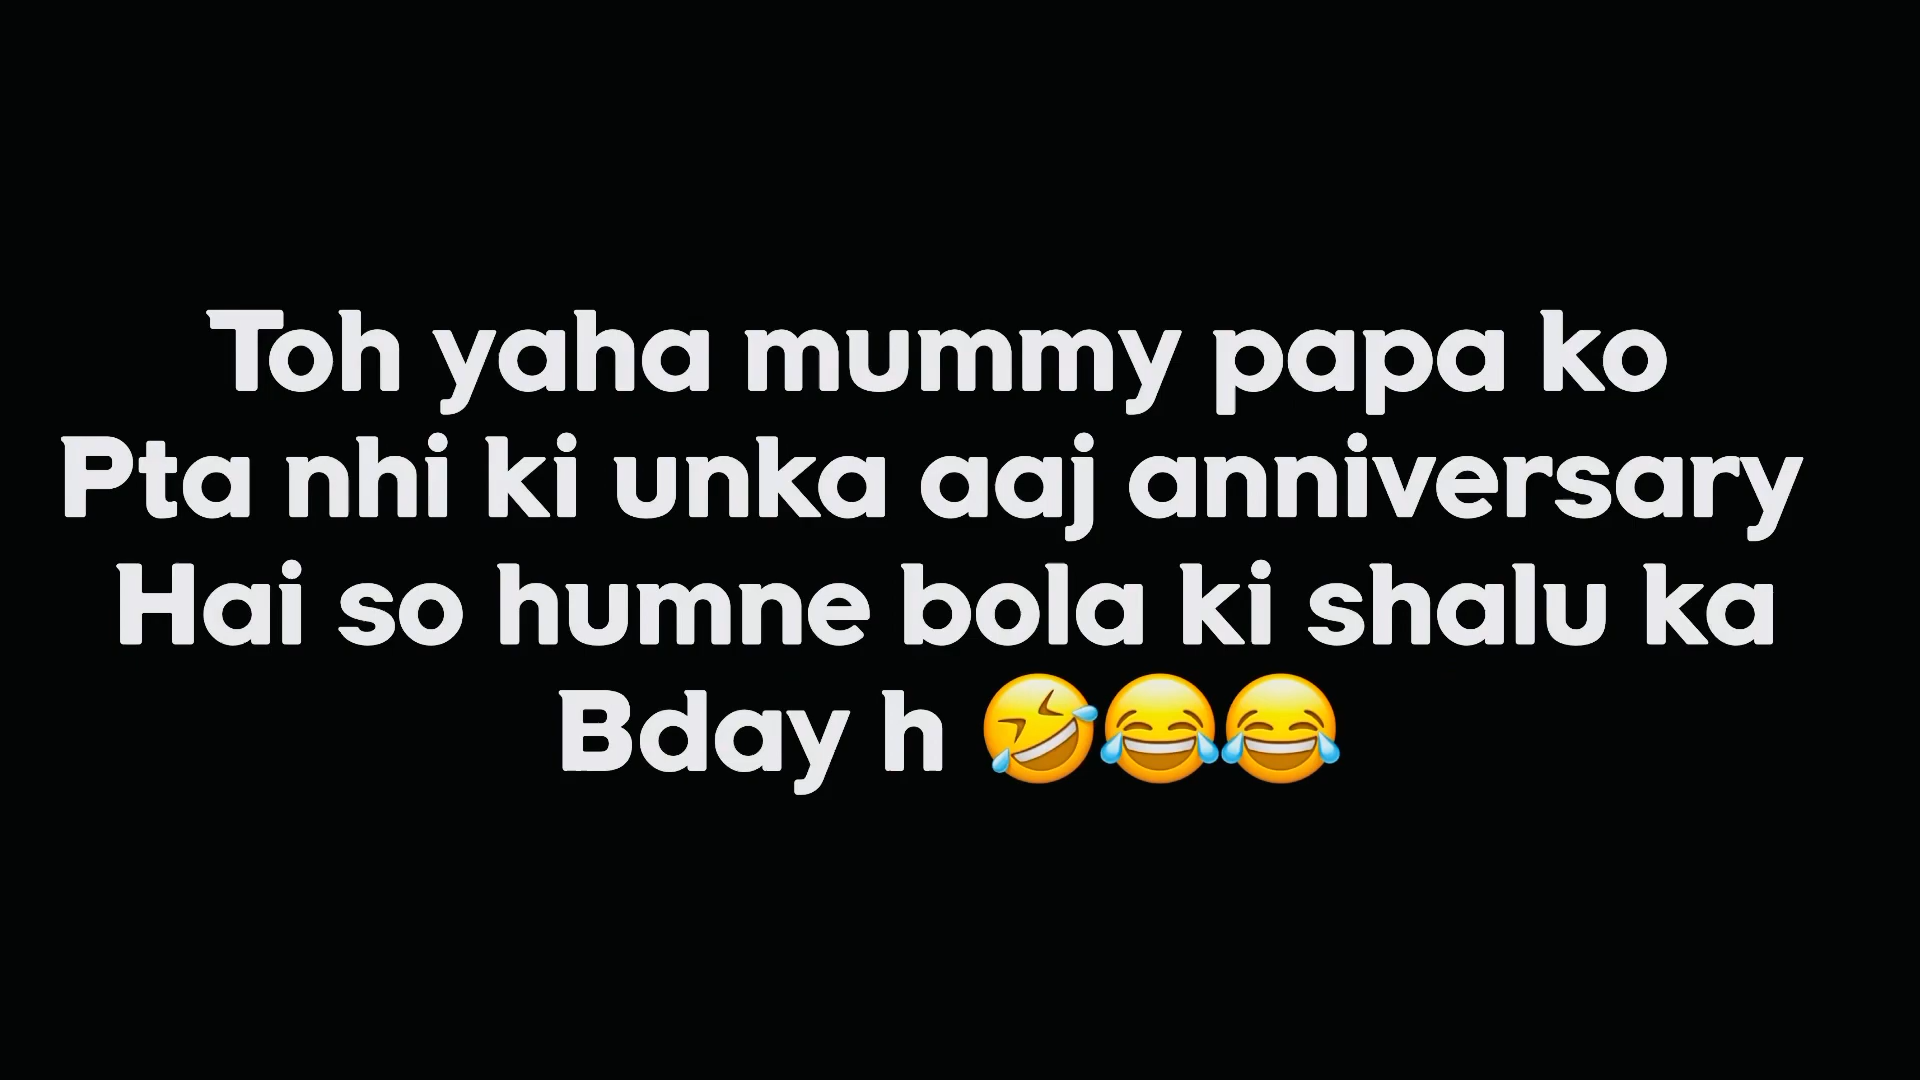 Toh yaha mummy papa ko
Pta nhi ki unka aaj anniversary
Hai so humne bola ki shalu ka
Bday h 🤣😂😂